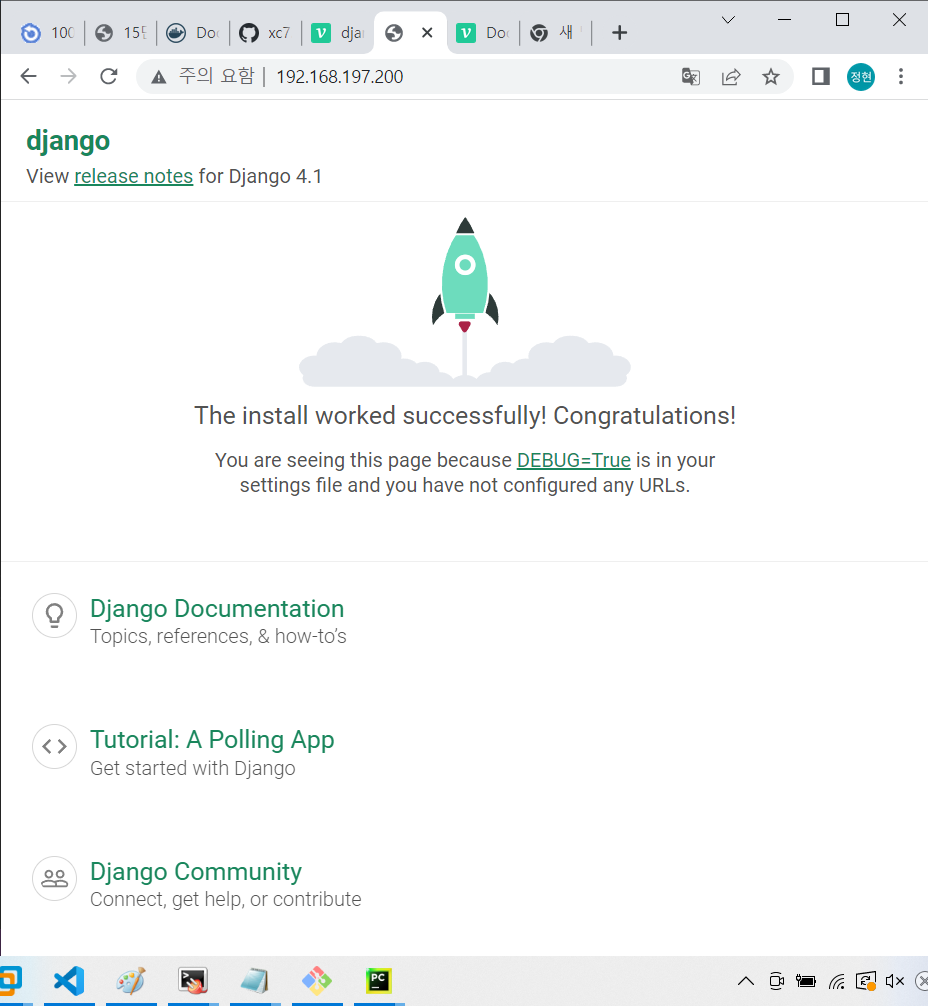 100
15
Doc
xc7
dja
Do
새
주의 요함 | 192.168.197.200
정현
django
View release notes for Django 4.1
The install worked successfully! Congratulations!
You are seeing this page because DEBUG=True is in your
settings file and you have not configured any URLs.
Django Documentation
Topics, references, & how-to’s
Tutorial: A Polling App
Get started with Django
Django Community
Connect, get help, or contribute
PC